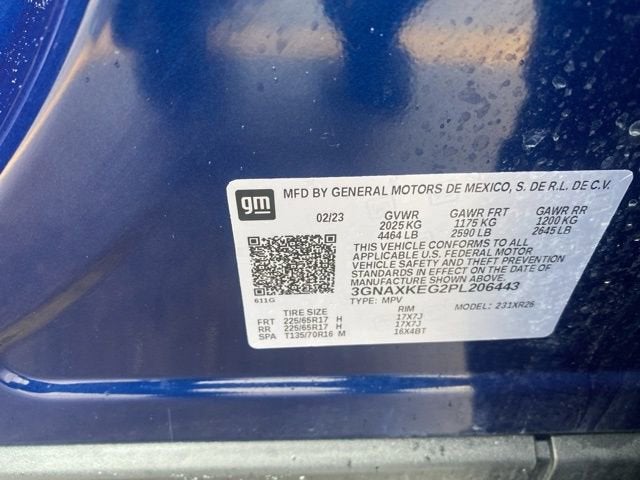 gm MFD BY GENERAL MOTORS DE MEXICO, S. DE R.L. DE C.V.
02/23 GVWR GAWR FRT GAWR RR
2025 KG 1175 KG 1200 KG
4464 LB 2590 LB 2645 LB
THIS VEHICLE CONFORMS TO ALL
APPLICABLE U.S. FEDERAL MOTOR
VEHICLE SAFETY AND THEFT PREVENTION
STANDARDS IN EFFECT ON THE DATE OF
MANUFACTURE SHOWN ABOVE.
3GNAXKEG2PL206443
611G TYPE: MPV MODEL: 231XR26
TIRE SIZE RIM
FRT 225/65R17 H 17X7J
RR 225/65R17 H 17X7J
SPA T135/70R16 M 16X4BT